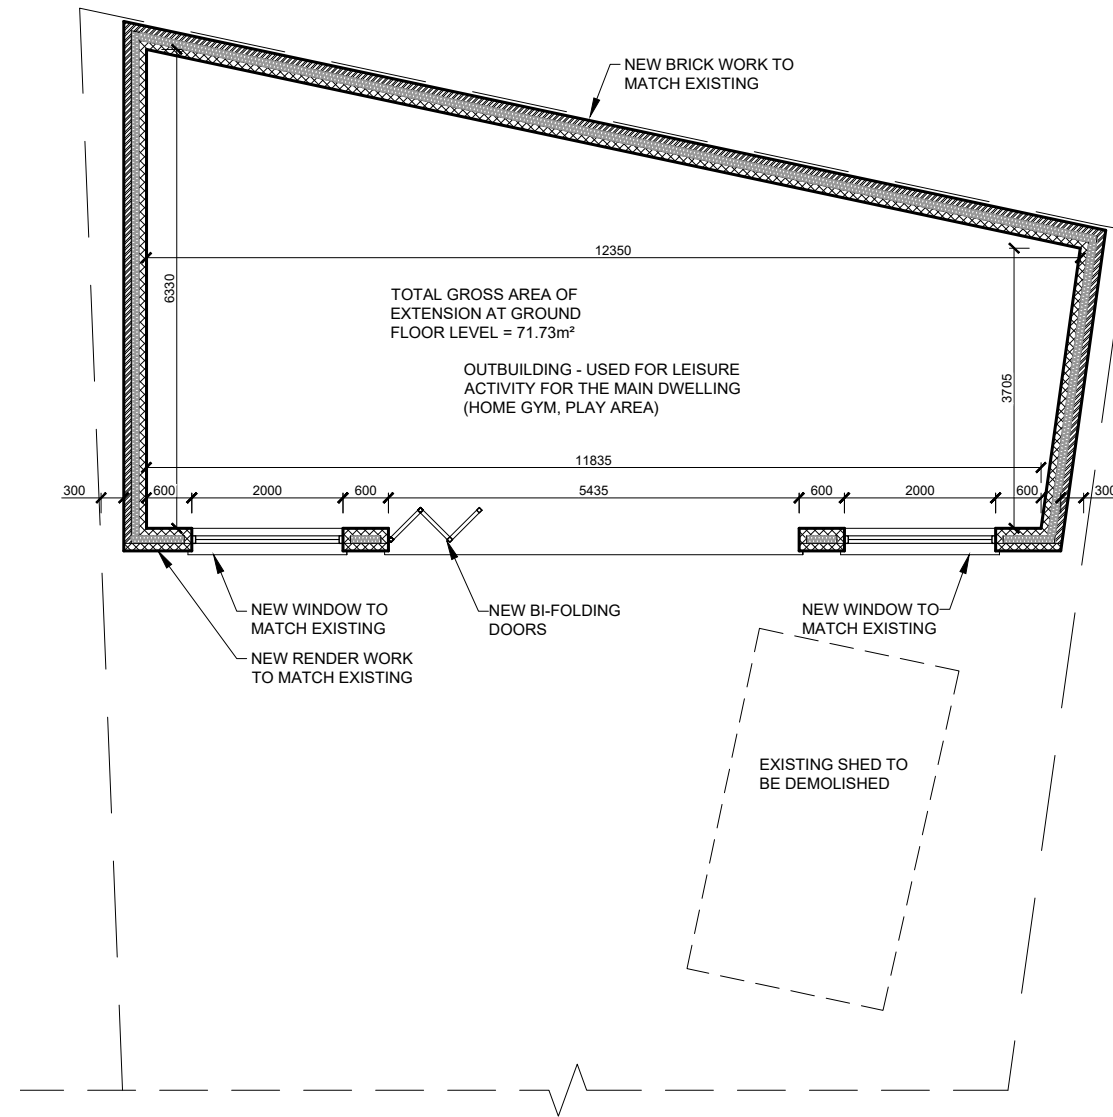 NEW BRICK WORK TO
MATCH EXISTING
12350
6330
TOTAL GROSS AREA OF
EXTENSION AT GROUND
FLOOR LEVEL = 71.73m²
OUTBUILDING - USED FOR LEISURE
ACTIVITY FOR THE MAIN DWELLING
(HOME GYM, PLAY AREA)
3705
11835
300
600
2000
600
5435
600
2000
600
300
NEW WINDOW TO
MATCH EXISTING
NEW BI-FOLDING
DOORS
NEW WINDOW TO
MATCH EXISTING
NEW RENDER WORK
TO MATCH EXISTING
EXISTING SHED TO
BE DEMOLISHED